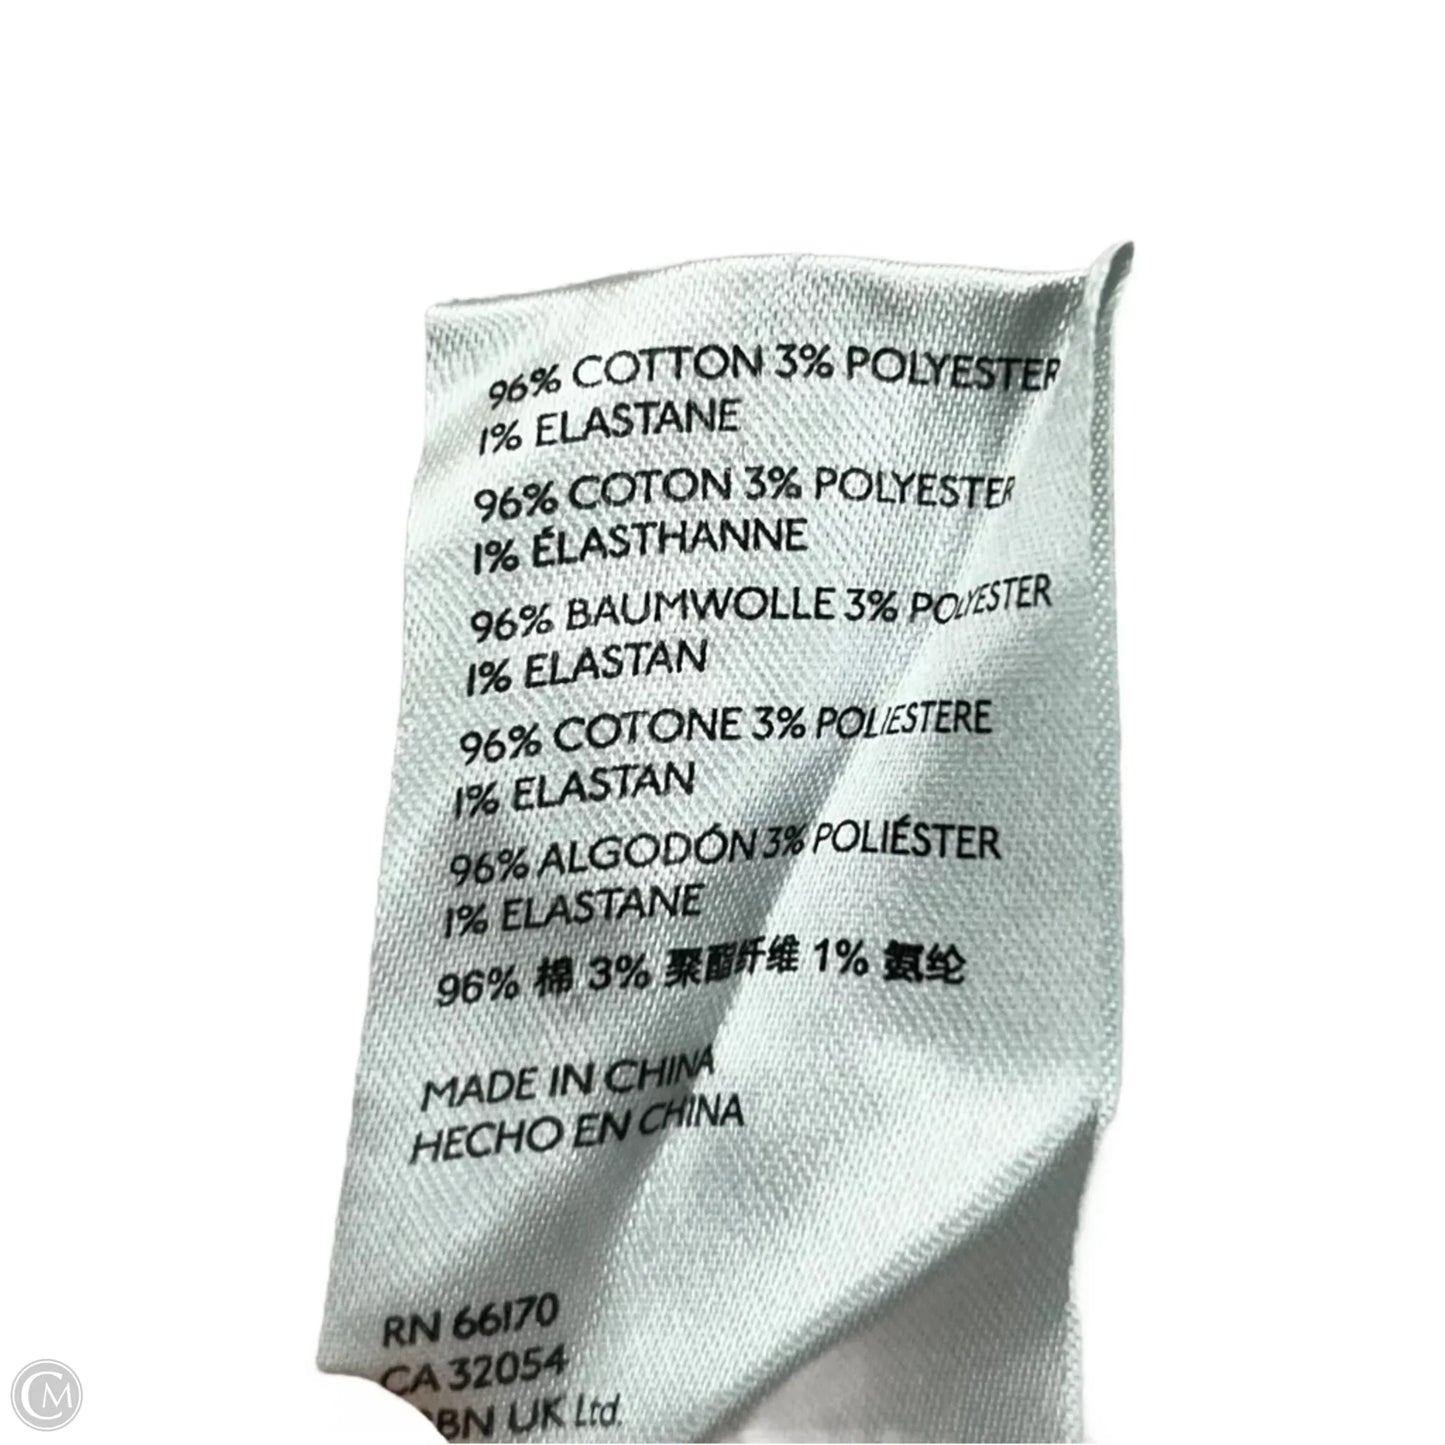 96% COTTON 3% POLYESTER
1% ELASTANE
96% COTON 3% POLYESTER
1% ÉLASTHANNE
96% BAUMWOLLE 3% POLYESTER
1% ELASTAN
96% COTONE 3% POLIESTERE
1% ELASTAN
96% ALGODÓN 3% POLIÉSTER
1% ELASTANE
96% 棉 3% 聚酯纤维 1% 氨纶
MADE IN CHINA
HECHO EN CHINA
RN 66170
CA 32054
UK Ltd.
CM